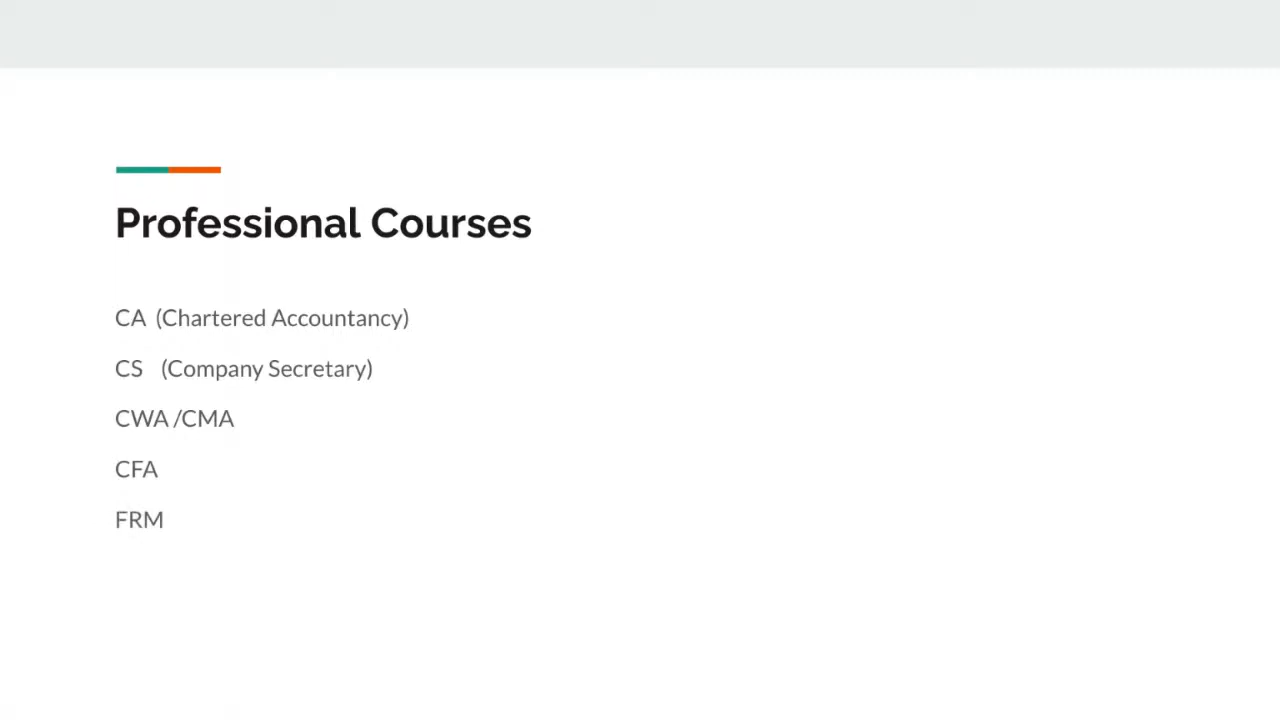 Professional Courses
CA (Chartered Accountancy)
CS (Company Secretary)
CWA /CMA
CFA
FRM